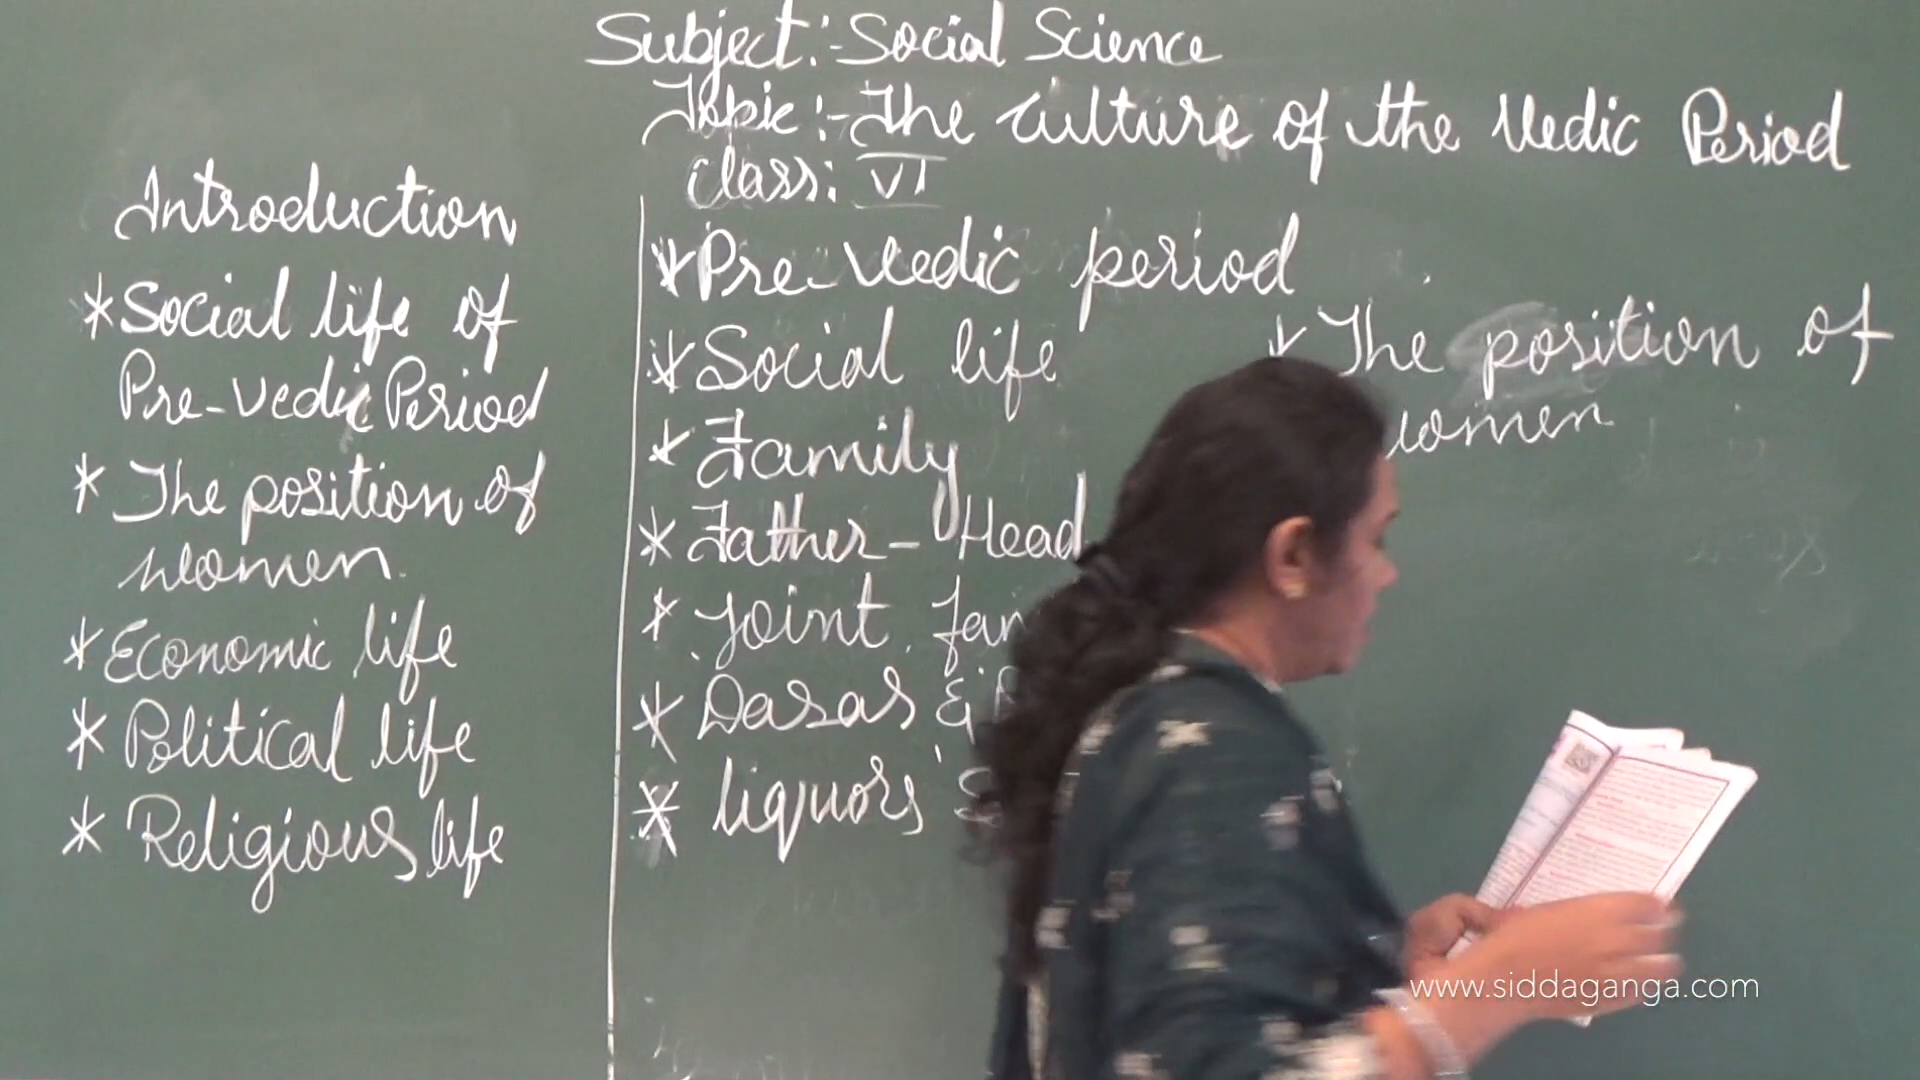 Subject:-Social Science
Topic:-The culture of the Vedic Period
class: VI
Introduction
*Social life of
Pre-vedic Period
* The position of
women.
*Economic life
* Political life
* Religious life
*Pre-Vedic period
*Social life
* Family
* Father- Head
* Joint
* Dasas &
* liquors
* The position of
women
www.siddaganga.com